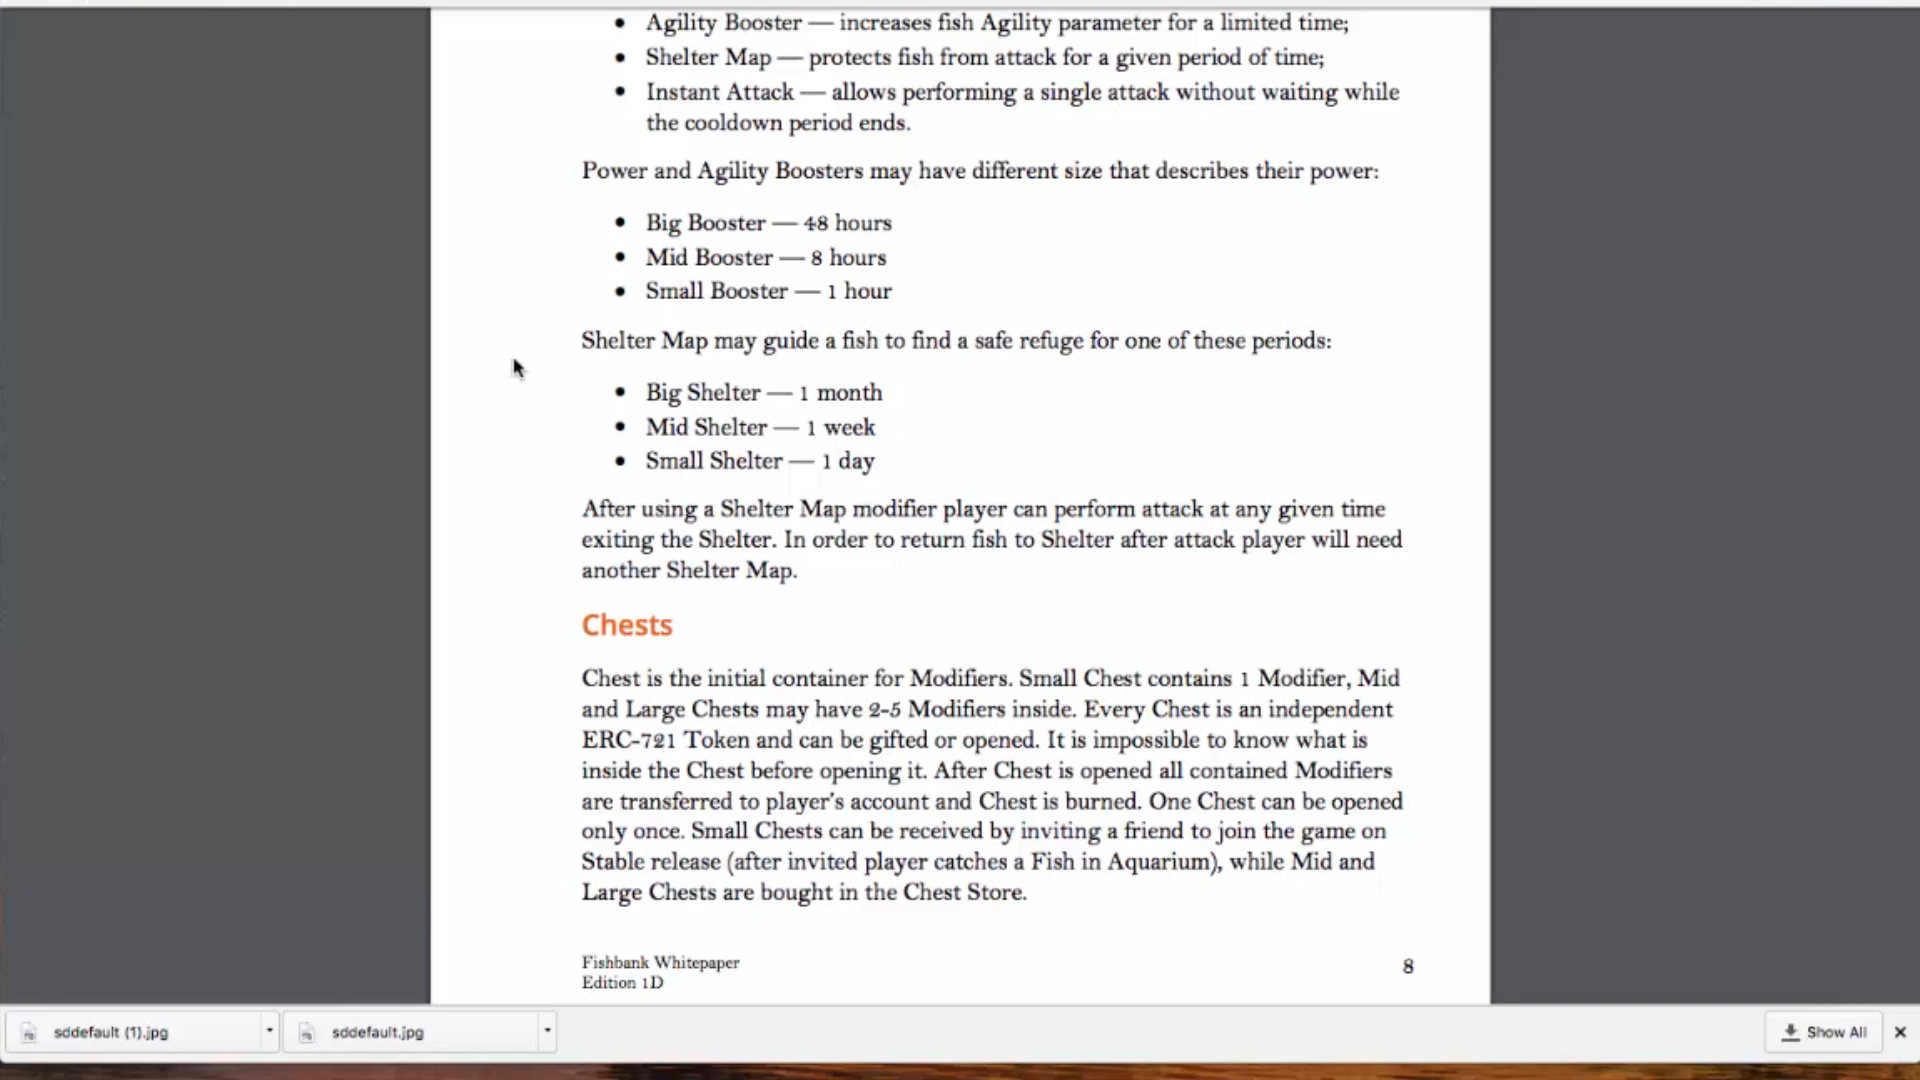 • Agility Booster — increases fish Agility parameter for a limited time;
• Shelter Map — protects fish from attack for a given period of time;
• Instant Attack — allows performing a single attack without waiting while
the cooldown period ends.
Power and Agility Boosters may have different size that describes their power:
• Big Booster — 48 hours
• Mid Booster — 8 hours
• Small Booster — 1 hour
Shelter Map may guide a fish to find a safe refuge for one of these periods:
• Big Shelter — 1 month
• Mid Shelter — 1 week
• Small Shelter — 1 day
After using a Shelter Map modifier player can perform attack at any given time
exiting the Shelter. In order to return fish to Shelter after attack player will need
another Shelter Map.
Chests
Chest is the initial container for Modifiers. Small Chest contains 1 Modifier, Mid
and Large Chests may have 2-5 Modifiers inside. Every Chest is an independent
ERC-721 Token and can be gifted or opened. It is impossible to know what is
inside the Chest before opening it. After Chest is opened all contained Modifiers
are transferred to player's account and Chest is burned. One Chest can be opened
only once. Small Chests can be received by inviting a friend to join the game on
Stable release (after invited player catches a Fish in Aquarium), while Mid and
Large Chests are bought in the Chest Store.
Fishbank Whitepaper
Edition 1D
8
sddefault (1).jpg
sddefault.jpg
Show All